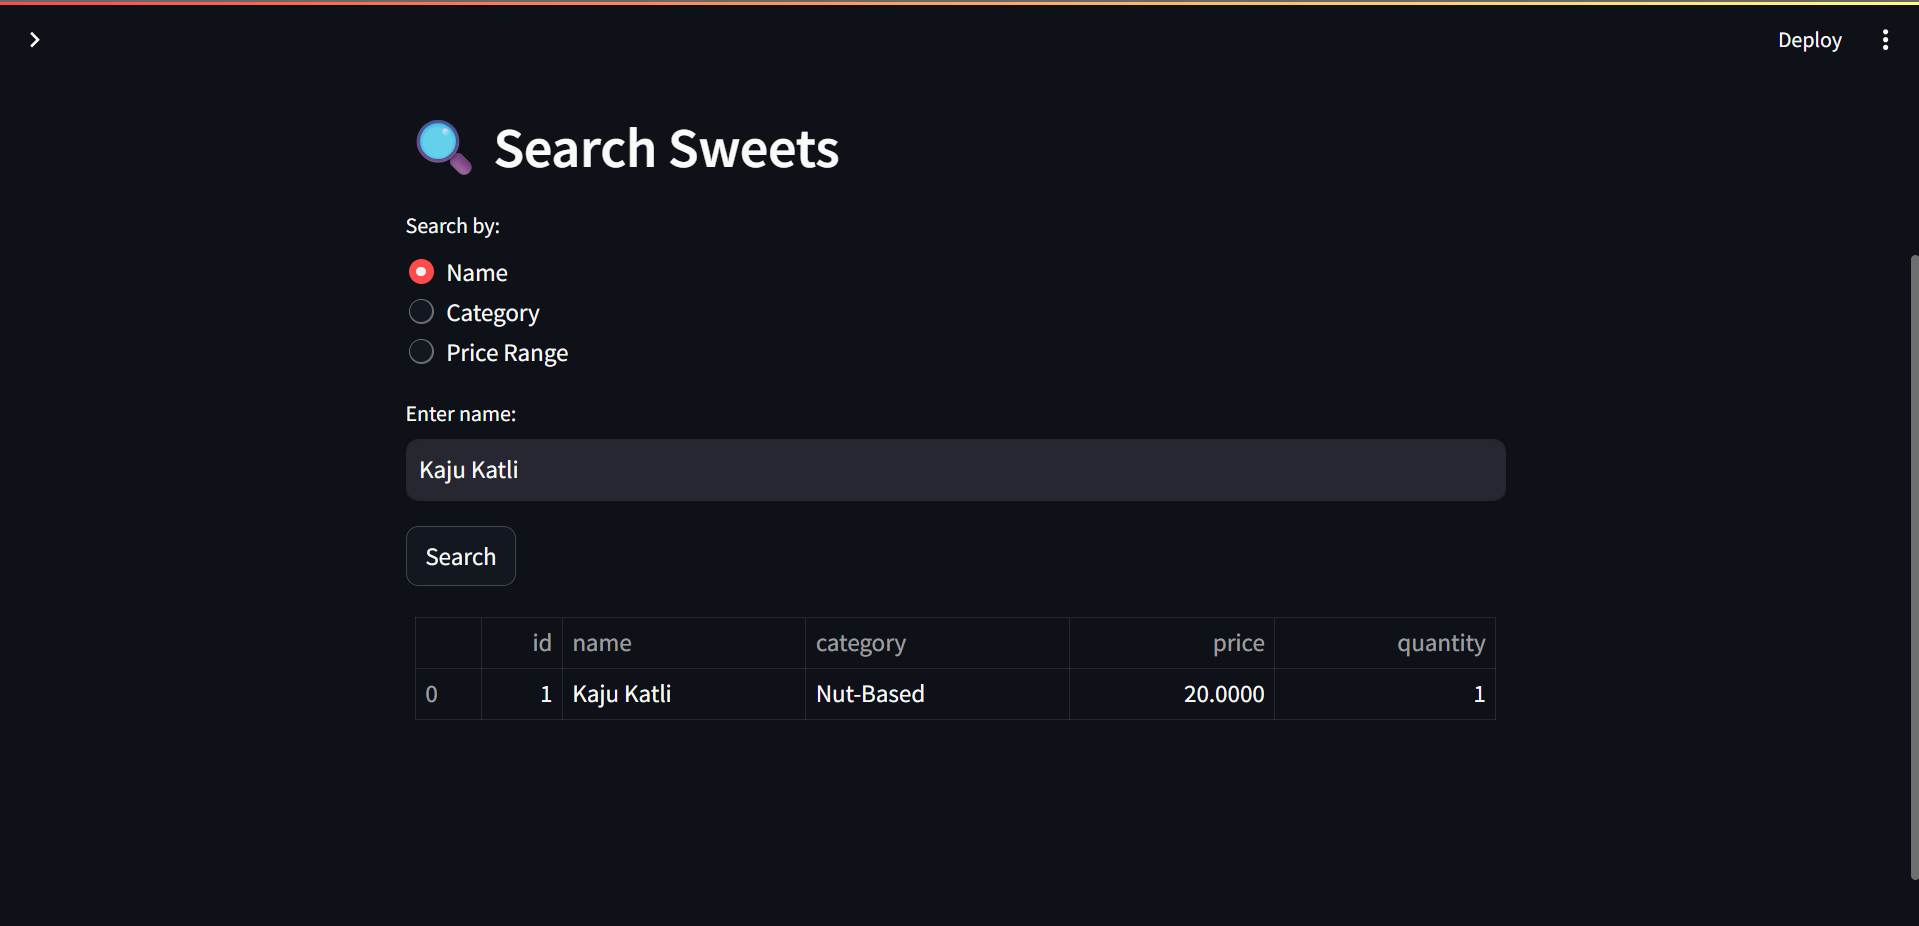 Deploy
Search Sweets
Search by:
Name
Category
Price Range
Enter name:
Kaju Katli
Search
id name category price quantity
0 1 Kaju Katli Nut-Based 20.0000 1